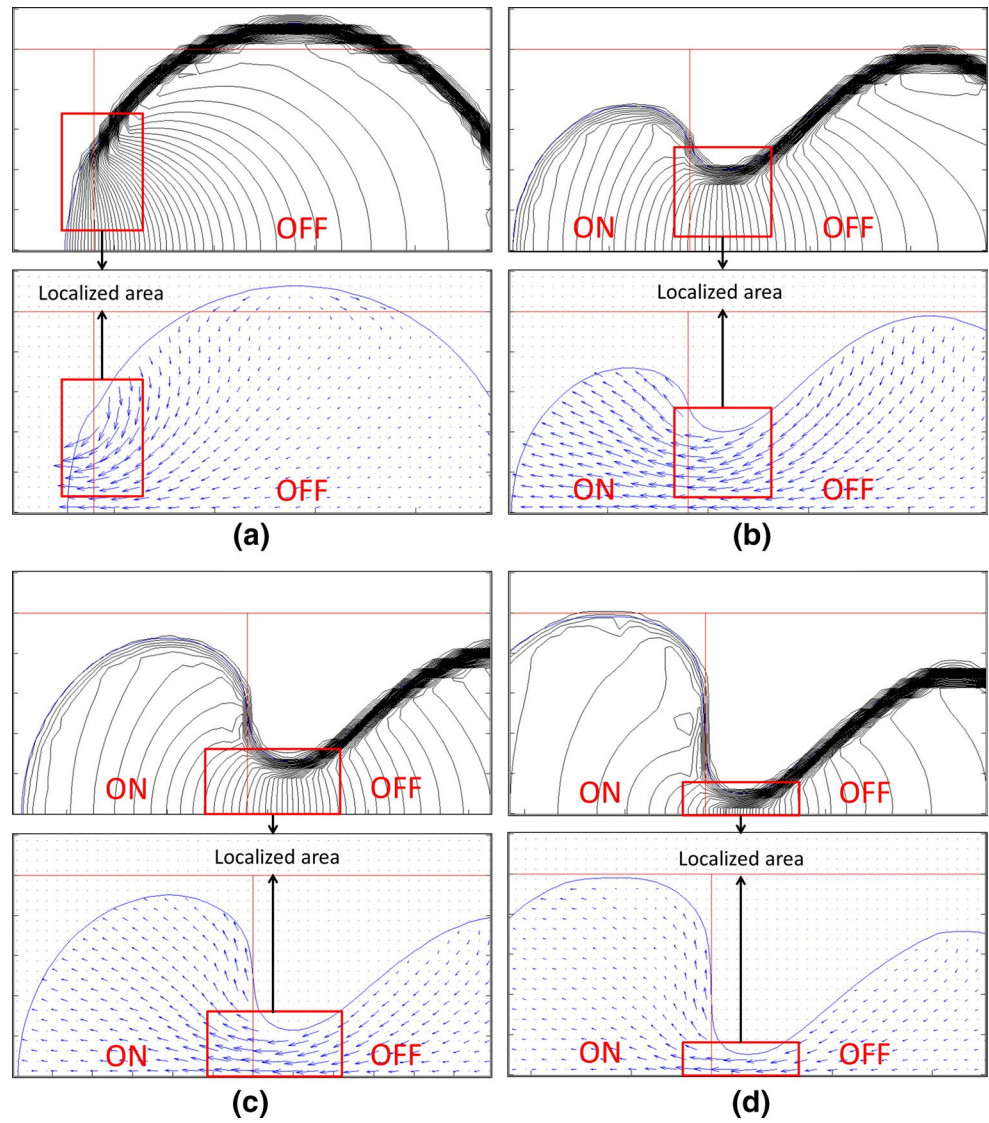 OFF
Localized area
OFF
(a)
ON OFF
Localized area
ON OFF
(b)
ON OFF
Localized area
ON OFF
(c)
ON OFF
Localized area
ON OFF
(d)